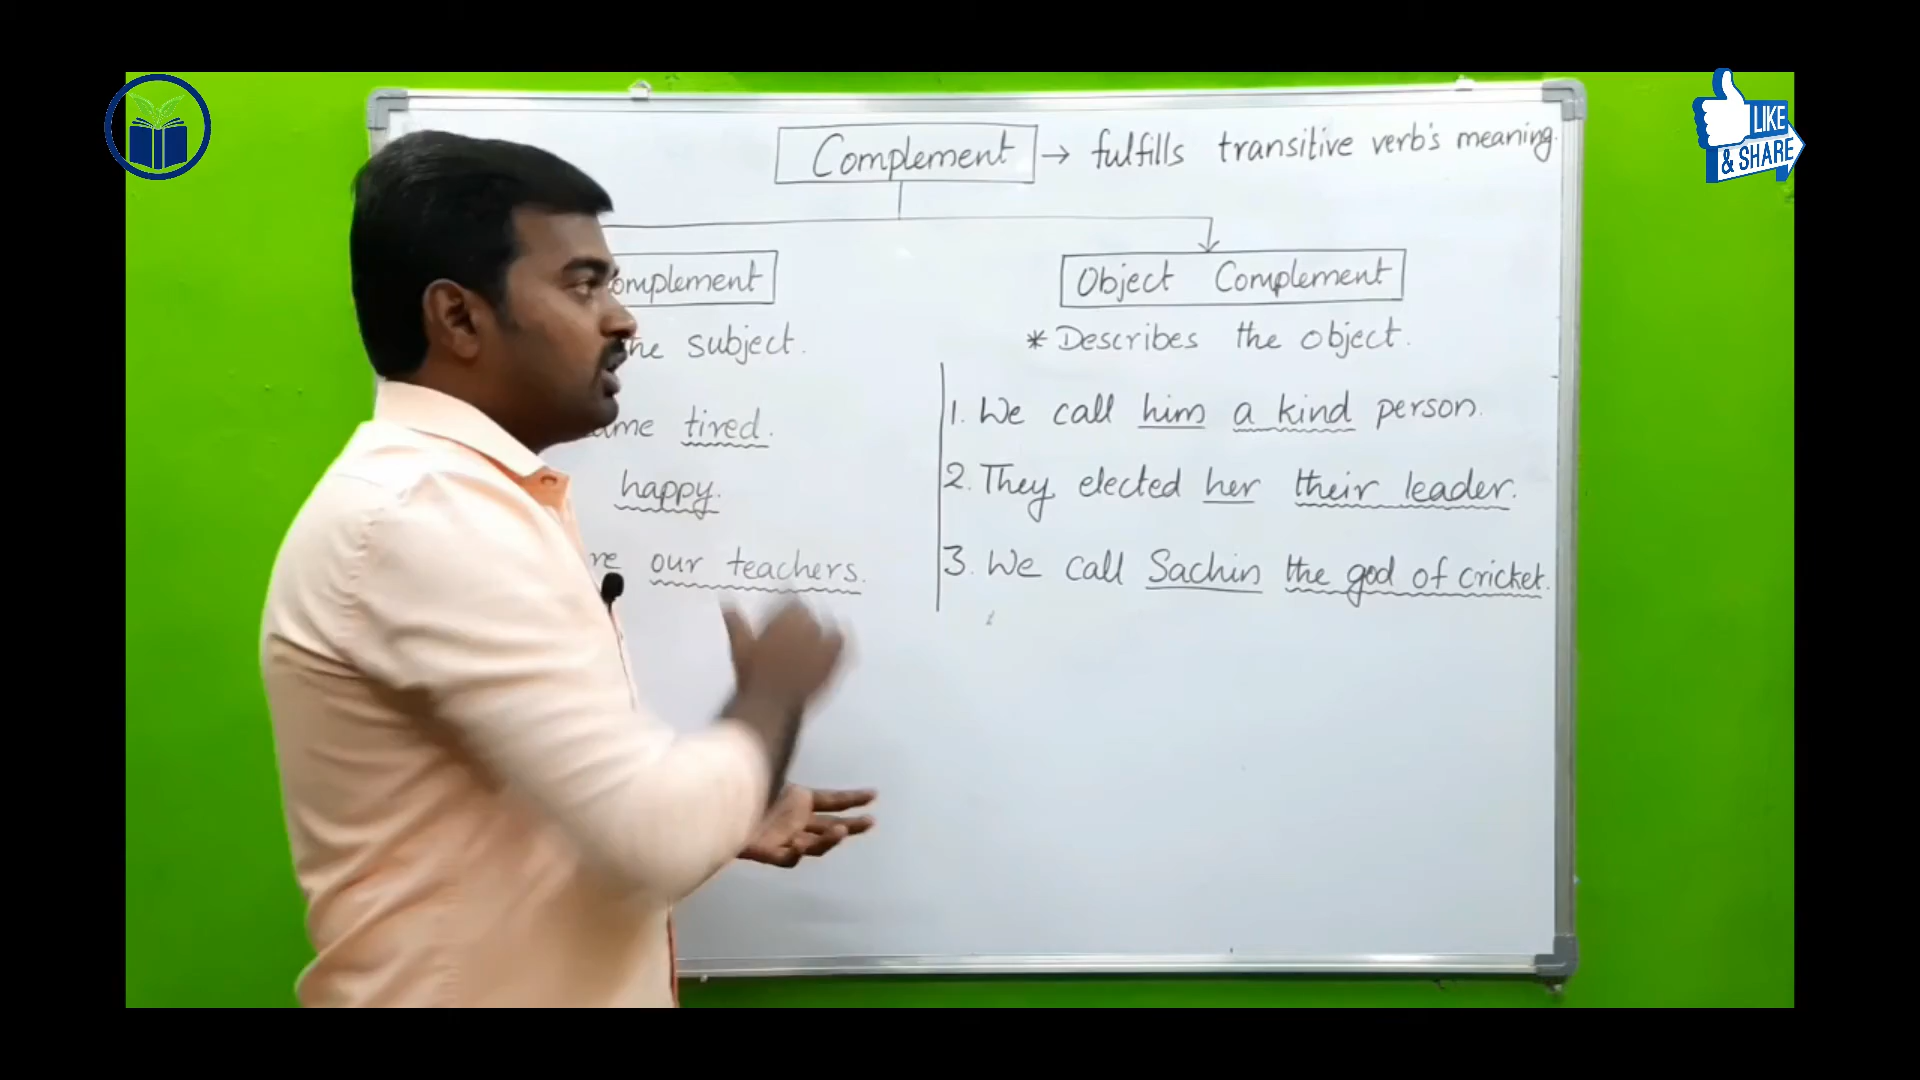 Complement → fulfills transitive verb's meaning.
LIKE
& SHARE
omplement
Object Complement
the subject.
* Describes the object.
ame tired.
1. We call him a kind person.
happy.
2. They elected her their leader.
re our teachers.
3. We call Sachin the god of cricket.